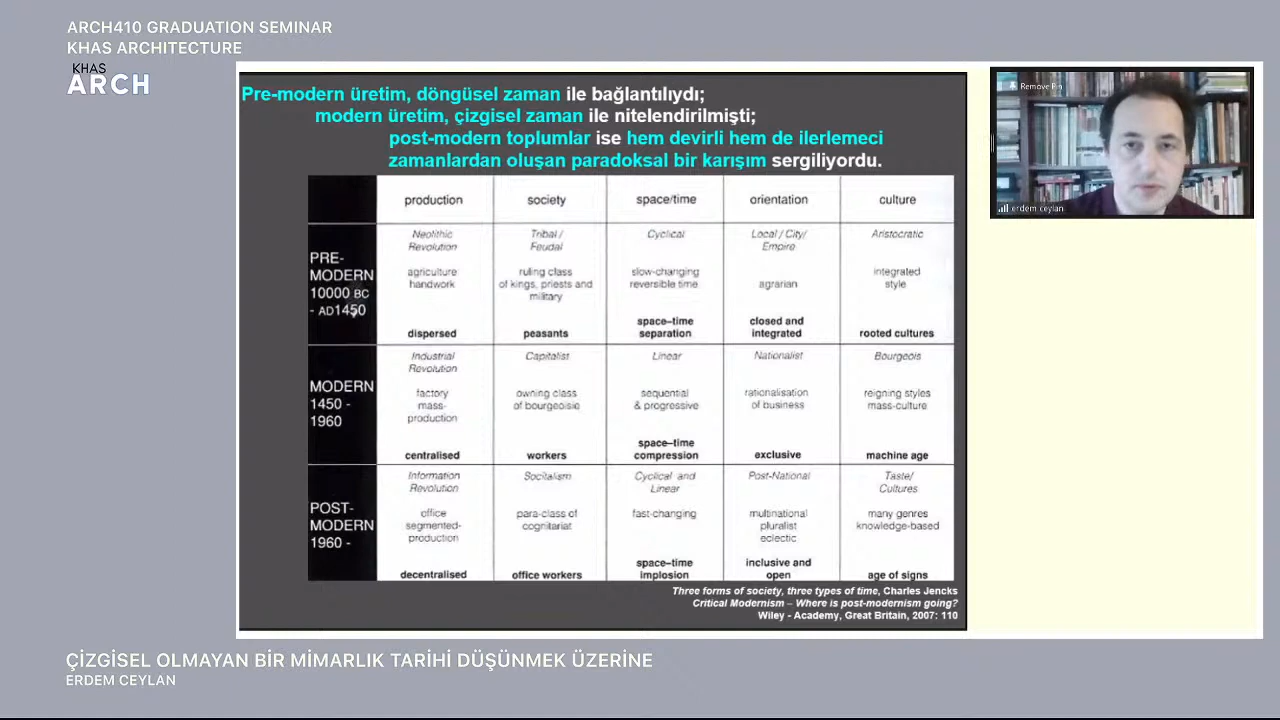 ARCH410 GRADUATION SEMINAR
KHAS ARCHITECTURE
KHAS
ARCH
Pre-modern üretim, döngüsel zaman ile bağlantılıydı;
modern üretim, çizgisel zaman ile nitelendirilmişti;
post-modern toplumlar ise hem devirli hem de ilerlemeci
zamanlardan oluşan paradoksal bir karışım sergiliyordu.
Remove Pin
erdem ceylan
production
society
space/time
orientation
culture
PRE-
MODERN
10000 BC
- AD1450
Neolithic
Revolution
agriculture
handwork
dispersed
Tribal /
Feudal
ruling class
of kings, priests and
military
peasants
Cyclical
slow-changing
reversible time
space–time
separation
Local / City/
Empire
agrarian
closed and
integrated
Aristocratic
integrated
style
rooted cultures
MODERN
1450 -
1960
Industrial
Revolution
factory
mass-
production
centralised
Capitalist
owning class
of bourgeoisie
workers
Linear
sequential
& progressive
space–time
compression
Nationalist
rationalisation
of business
exclusive
Bourgeois
reigning styles
mass-culture
machine age
POST-
MODERN
1960 -
Information
Revolution
office
segmented-
production
decentralised
Socitalism
para-class of
cognitariat
office workers
Cyclical and
Linear
fast-changing
space–time
implosion
Post-National
multinational
pluralist
eclectic
inclusive and
open
Taste/
Cultures
many genres
knowledge-based
age of signs
Three forms of society, three types of time, Charles Jencks
Critical Modernism – Where is post-modernism going?
Wiley - Academy, Great Britain, 2007: 110
ÇİZGİSEL OLMAYAN BİR MİMARLIK TARİHİ DÜŞÜNMEK ÜZERİNE
ERDEM CEYLAN